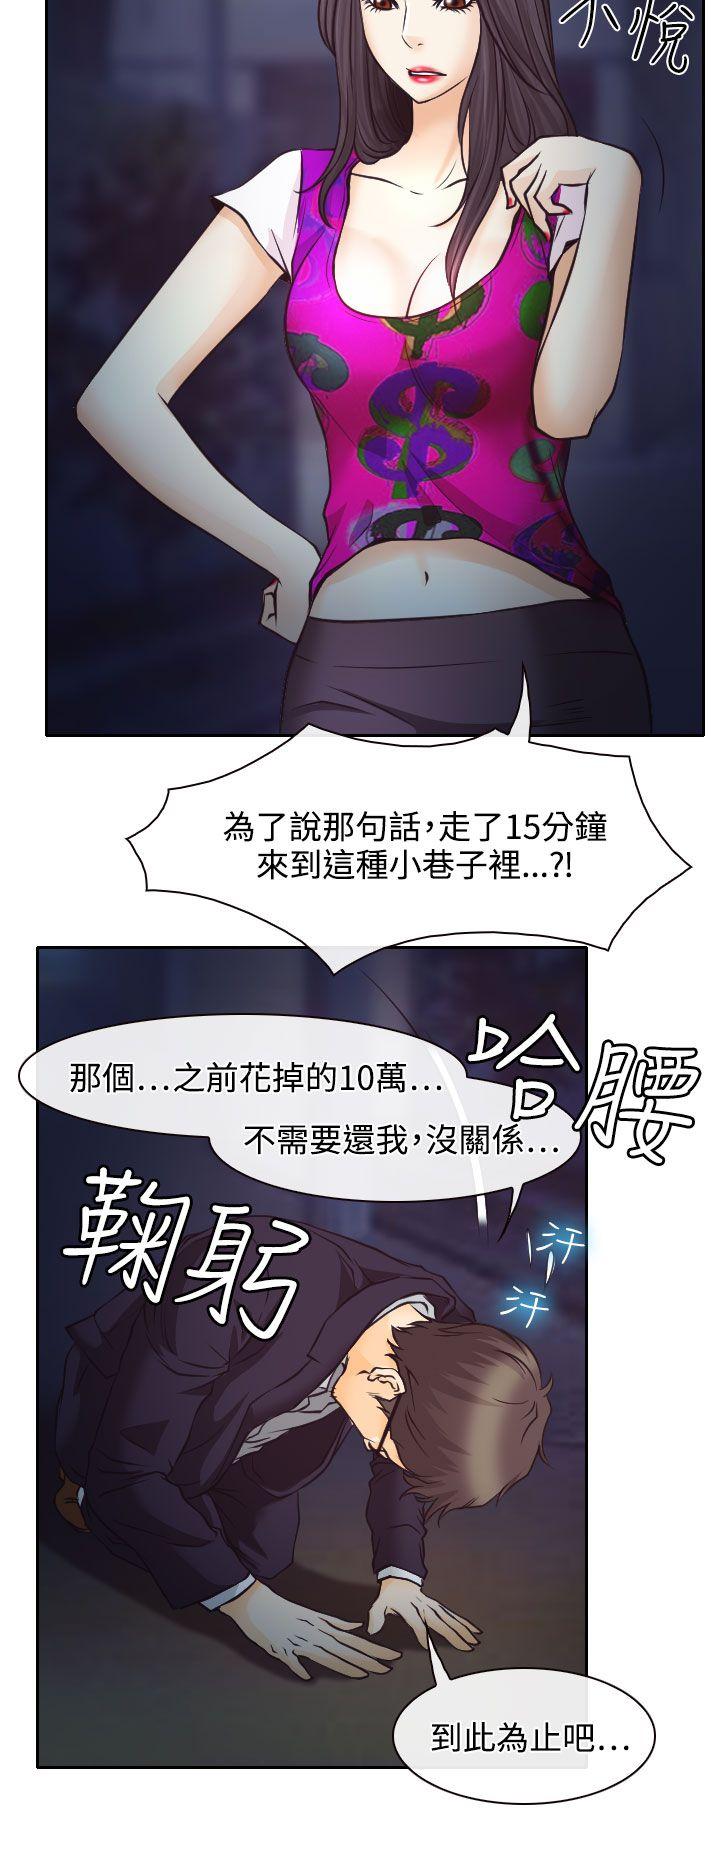 不悅
為了說那句話，走了15分鐘
來到這種小巷子裡...?!
那個...之前花掉的10萬...
不需要還我，沒關係...
哈腰
鞠躬
汗
汗
到此為止吧...